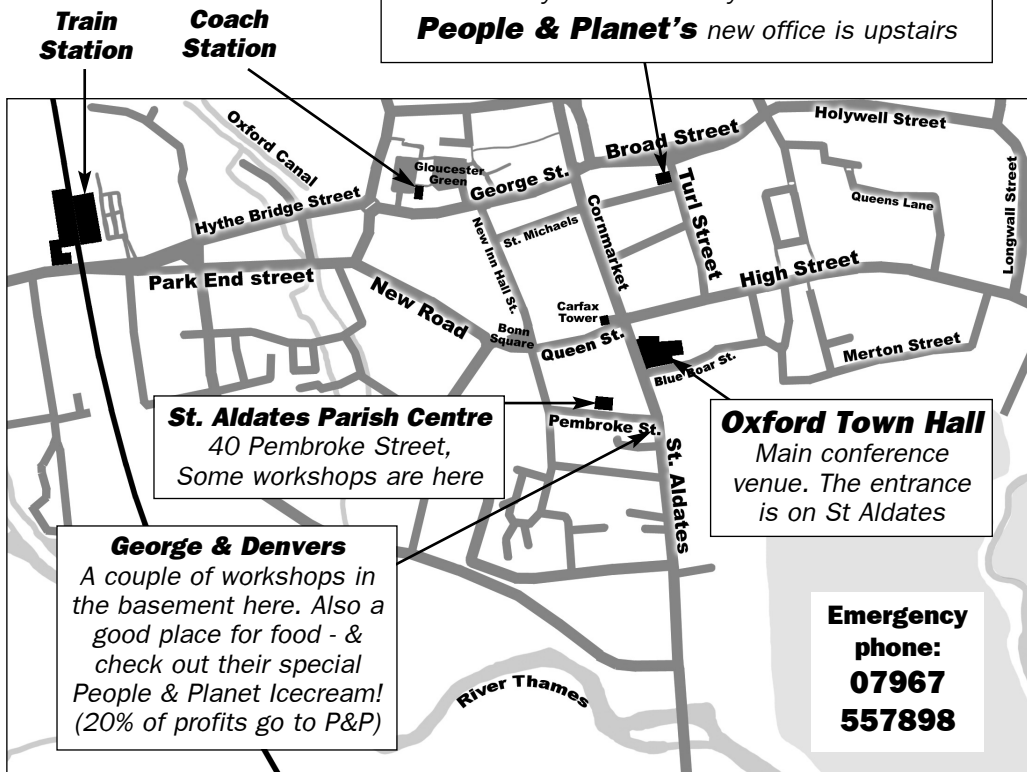 People & Planet's new office is upstairs
Train
Station
Coach
Station
Oxford Canal
Gloucester
Green
George St.
Broad Street
Holywell Street
Hythe Bridge Street
Turl Street
Queens Lane
Longwall Street
St. Michaels
Cornmarket
New Inn Hall St.
Park End street
New Road
High Street
Carfax
Tower
Bonn
Square
Queen St.
Merton Street
Blue Boar St.
St. Aldates Parish Centre
40 Pembroke Street,
Some workshops are here
Pembroke St.
St. Aldates
Oxford Town Hall
Main conference
venue. The entrance
is on St Aldates
George & Denvers
A couple of workshops in
the basement here. Also a
good place for food - &
check out their special
People & Planet Icecream!
(20% of profits go to P&P)
River Thames
Emergency
phone:
07967
557898